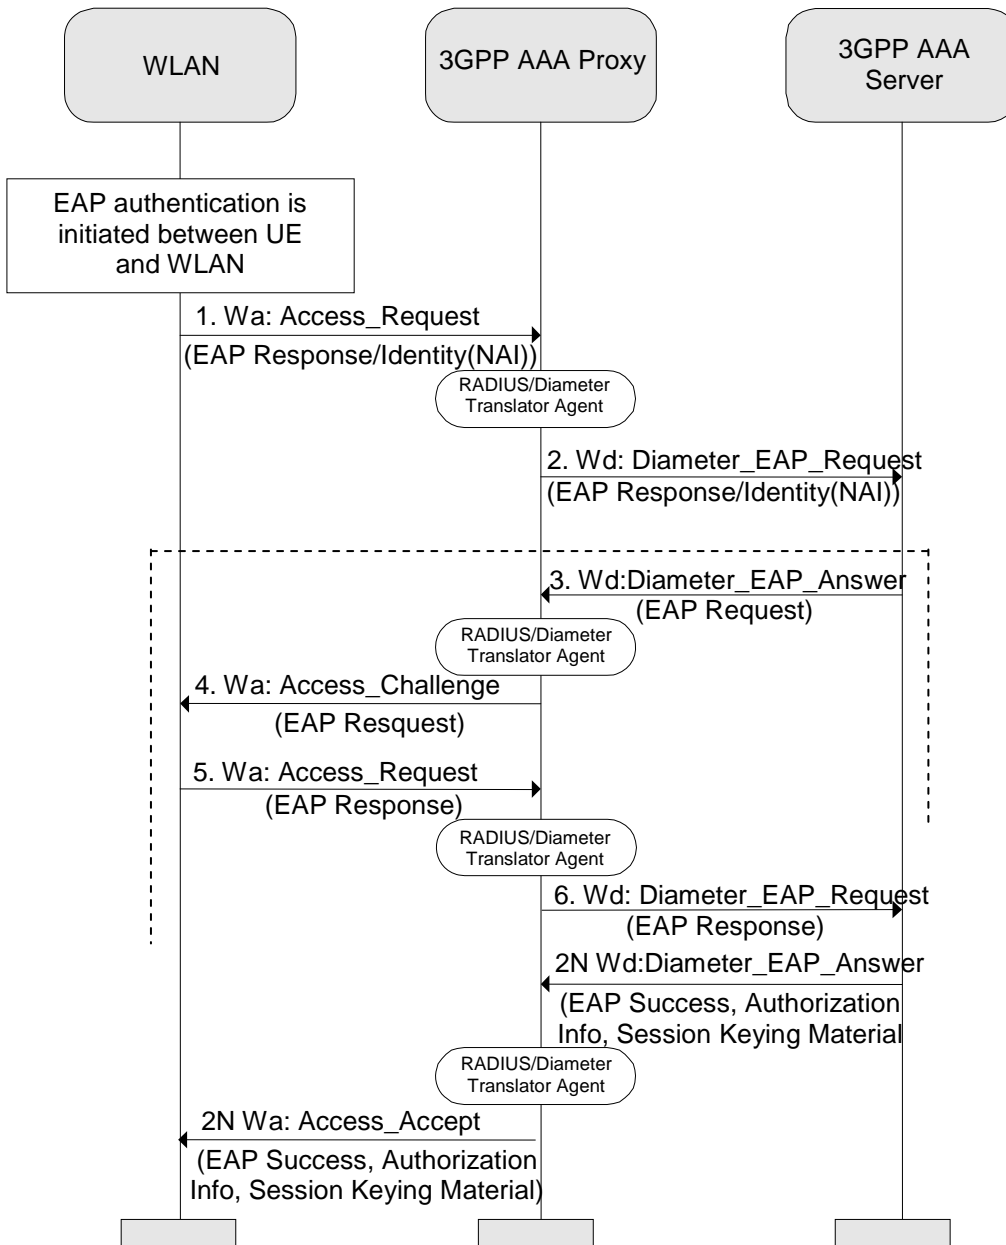 WLAN
3GPP AAA Proxy
3GPP AAA
Server
EAP authentication is
initiated between UE
and WLAN
1. Wa: Access_Request
(EAP Response/Identity(NAI))
RADIUS/Diameter
Translator Agent
2. Wd: Diameter_EAP_Request
(EAP Response/Identity(NAI))
3. Wd:Diameter_EAP_Answer
(EAP Request)
RADIUS/Diameter
Translator Agent
4. Wa: Access_Challenge
(EAP Resquest)
5. Wa: Access_Request
(EAP Response)
RADIUS/Diameter
Translator Agent
6. Wd: Diameter_EAP_Request
(EAP Response)
2N Wd:Diameter_EAP_Answer
(EAP Success, Authorization
Info, Session Keying Material
RADIUS/Diameter
Translator Agent
2N Wa: Access_Accept
(EAP Success, Authorization
Info, Session Keying Material)